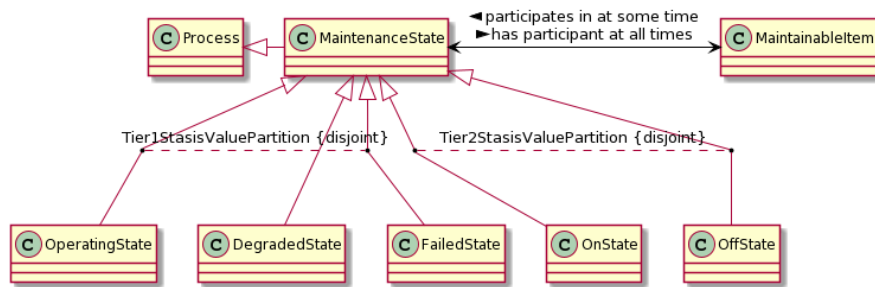 ◄ participates in at some time
►has participant at all times
C Process
C MaintenanceState
C MaintainableItem
Tier1StasisValuePartition {disjoint}
Tier2StasisValuePartition {disjoint}
C OperatingState
C DegradedState
C FailedState
C OnState
C OffState